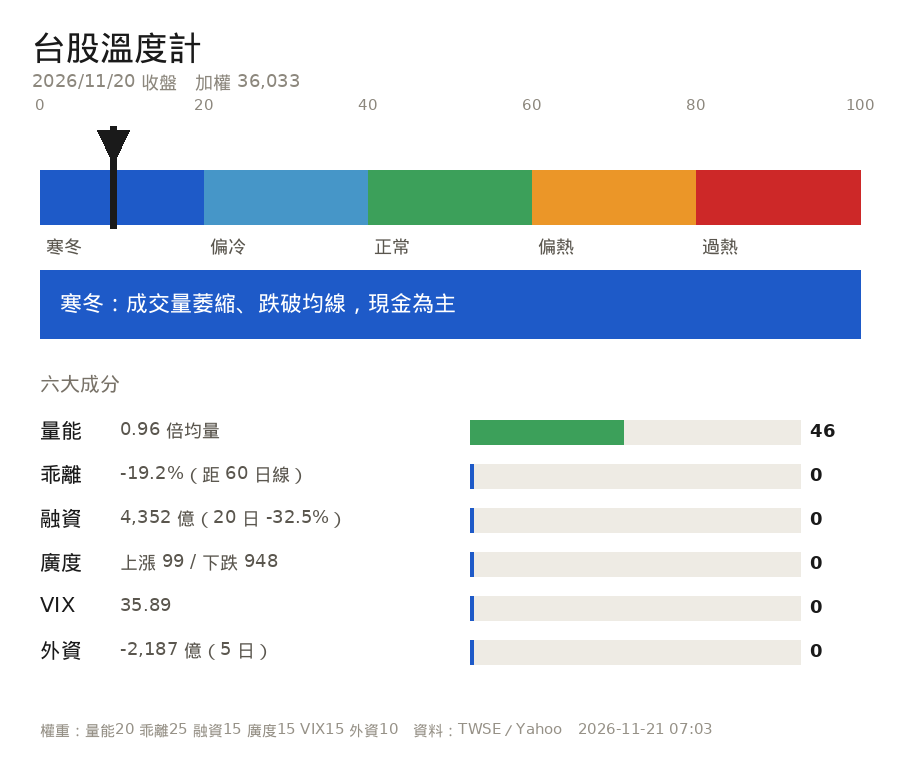 台股溫度計
2026/11/20 收盤 加權 36,033
0 20 40 60 80 100
寒冬 偏冷 正常 偏熱 過熱
寒冬：成交量萎縮、跌破均線，現金為主
六大成分
量能 0.96 倍均量 46
乖離 -19.2%（距 60 日線） 0
融資 4,352 億（20 日 -32.5%） 0
廣度 上漲 99 / 下跌 948 0
VIX 35.89 0
外資 -2,187 億（5 日） 0
權重：量能20 乖離25 融資15 廣度15 VIX15 外資10 資料：TWSE／Yahoo 2026-11-21 07:03